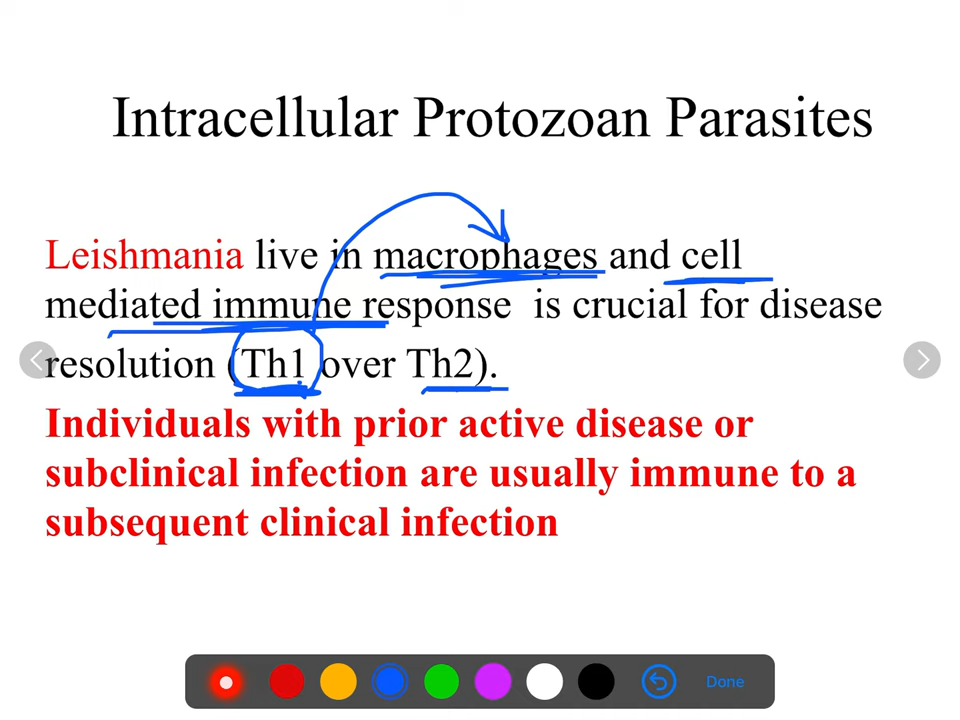 Intracellular Protozoan Parasites
Leishmania live in macrophages and cell
mediated immune response is crucial for disease
resolution (Th1 over Th2).
Individuals with prior active disease or
subclinical infection are usually immune to a
subsequent clinical infection
Done